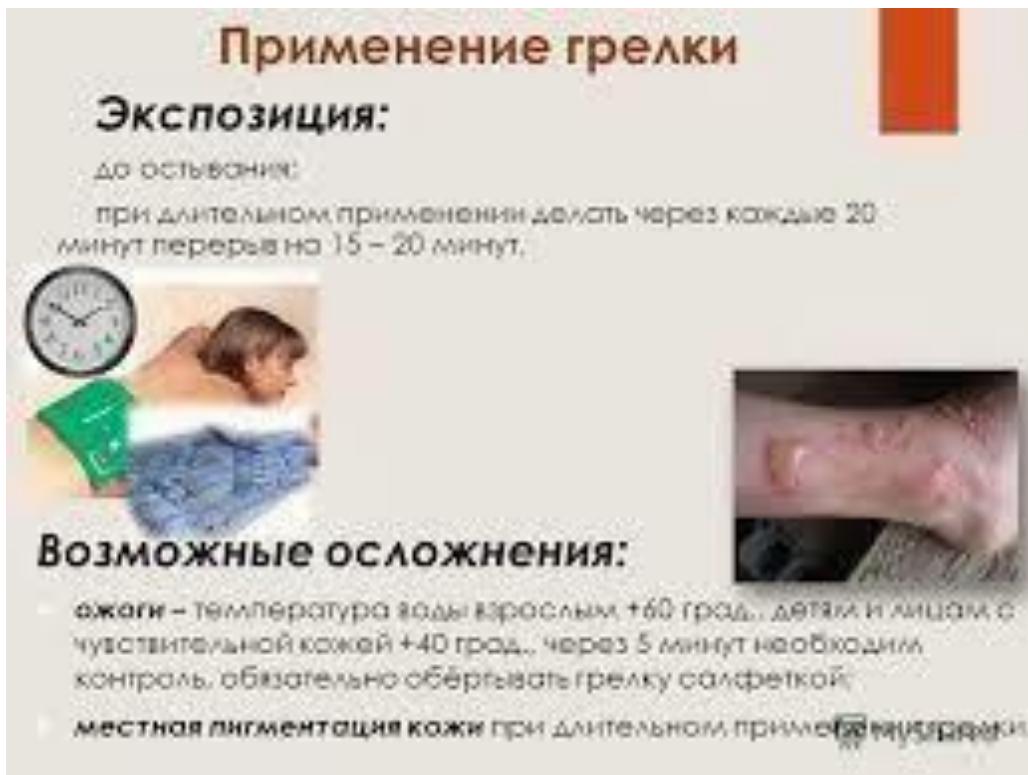 Применение грелки
Экспозиция:
до остывания;
при длительном применении делать через каждые 20
минут перерыв на 15 – 20 минут.
Возможные осложнения:
ожоги – температура воды взрослым +60 град., детям и лицам с
чувствительной кожей +40 град., через 5 минут необходим
контроль, обязательно обёртывать грелку салфеткой;
местная пигментация кожи при длительном применении грелки